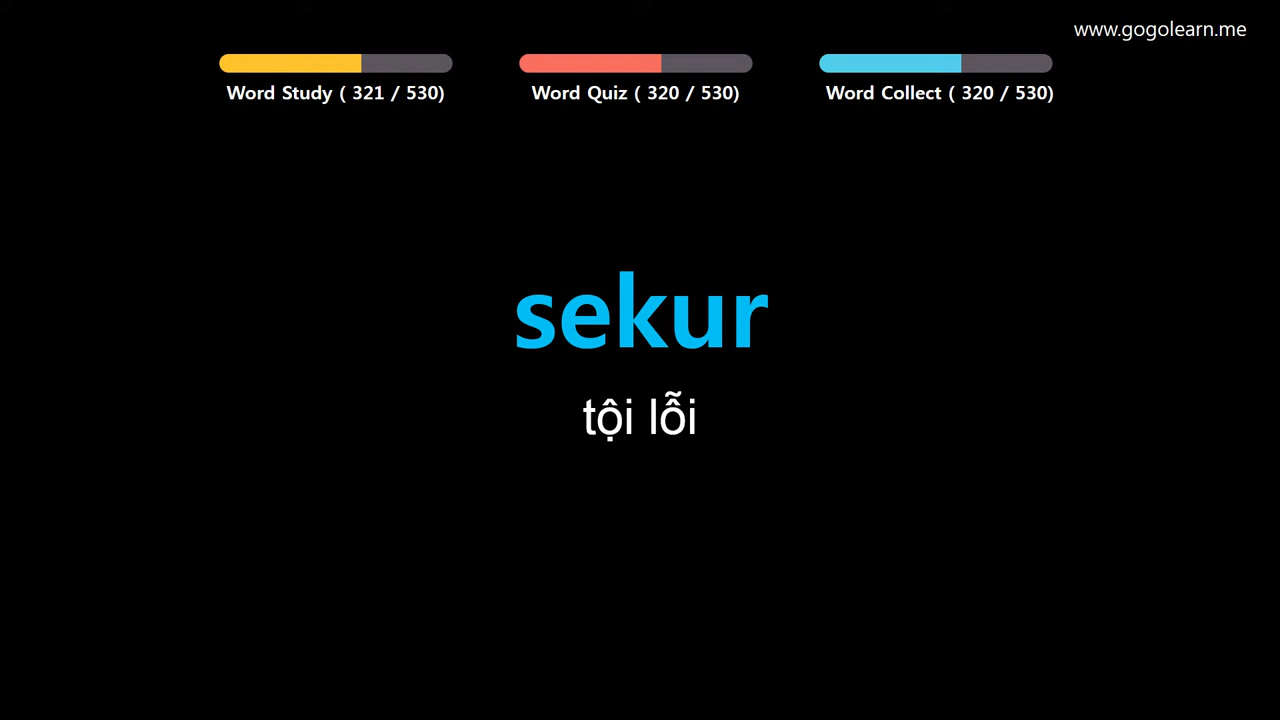 www.gogolearn.me
Word Study ( 321 / 530)
Word Quiz ( 320 / 530)
Word Collect ( 320 / 530)
sekur
tội lỗi